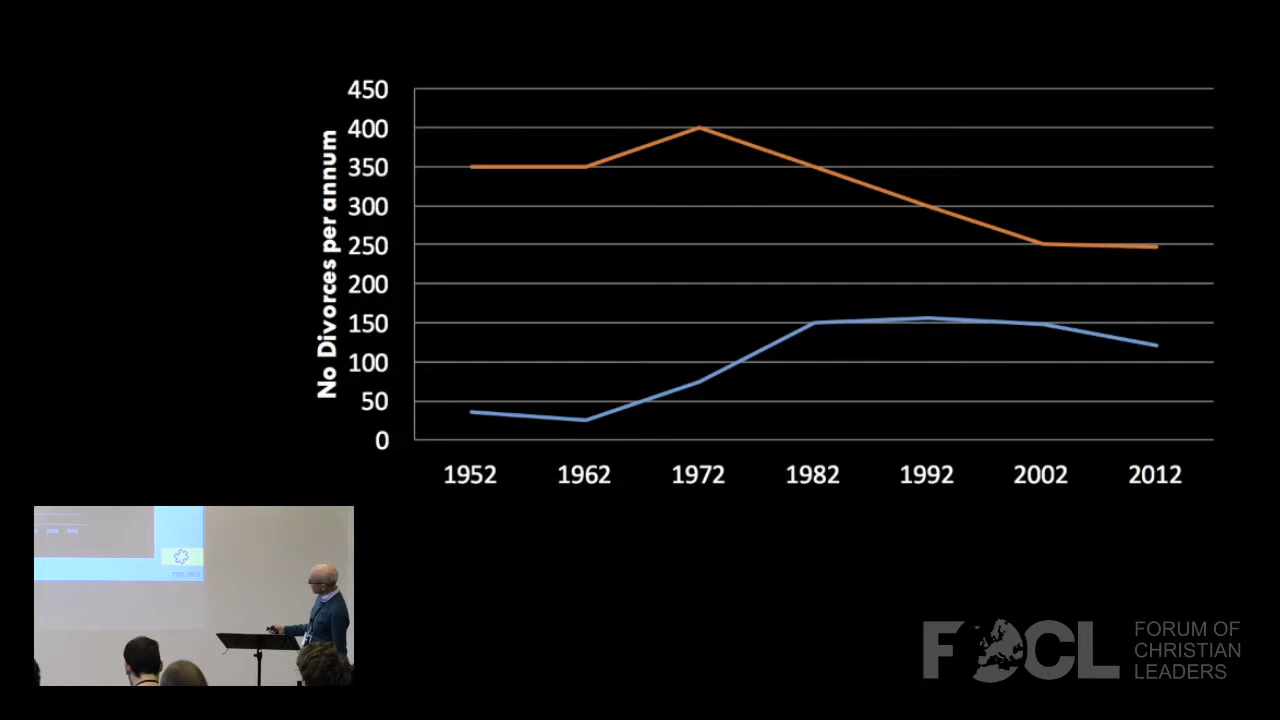 No Divorces per annum
450
400
350
300
250
200
150
100
50
0
1952 1962 1972 1982 1992 2002 2012
FOCL
FORUM OF
CHRISTIAN
LEADERS